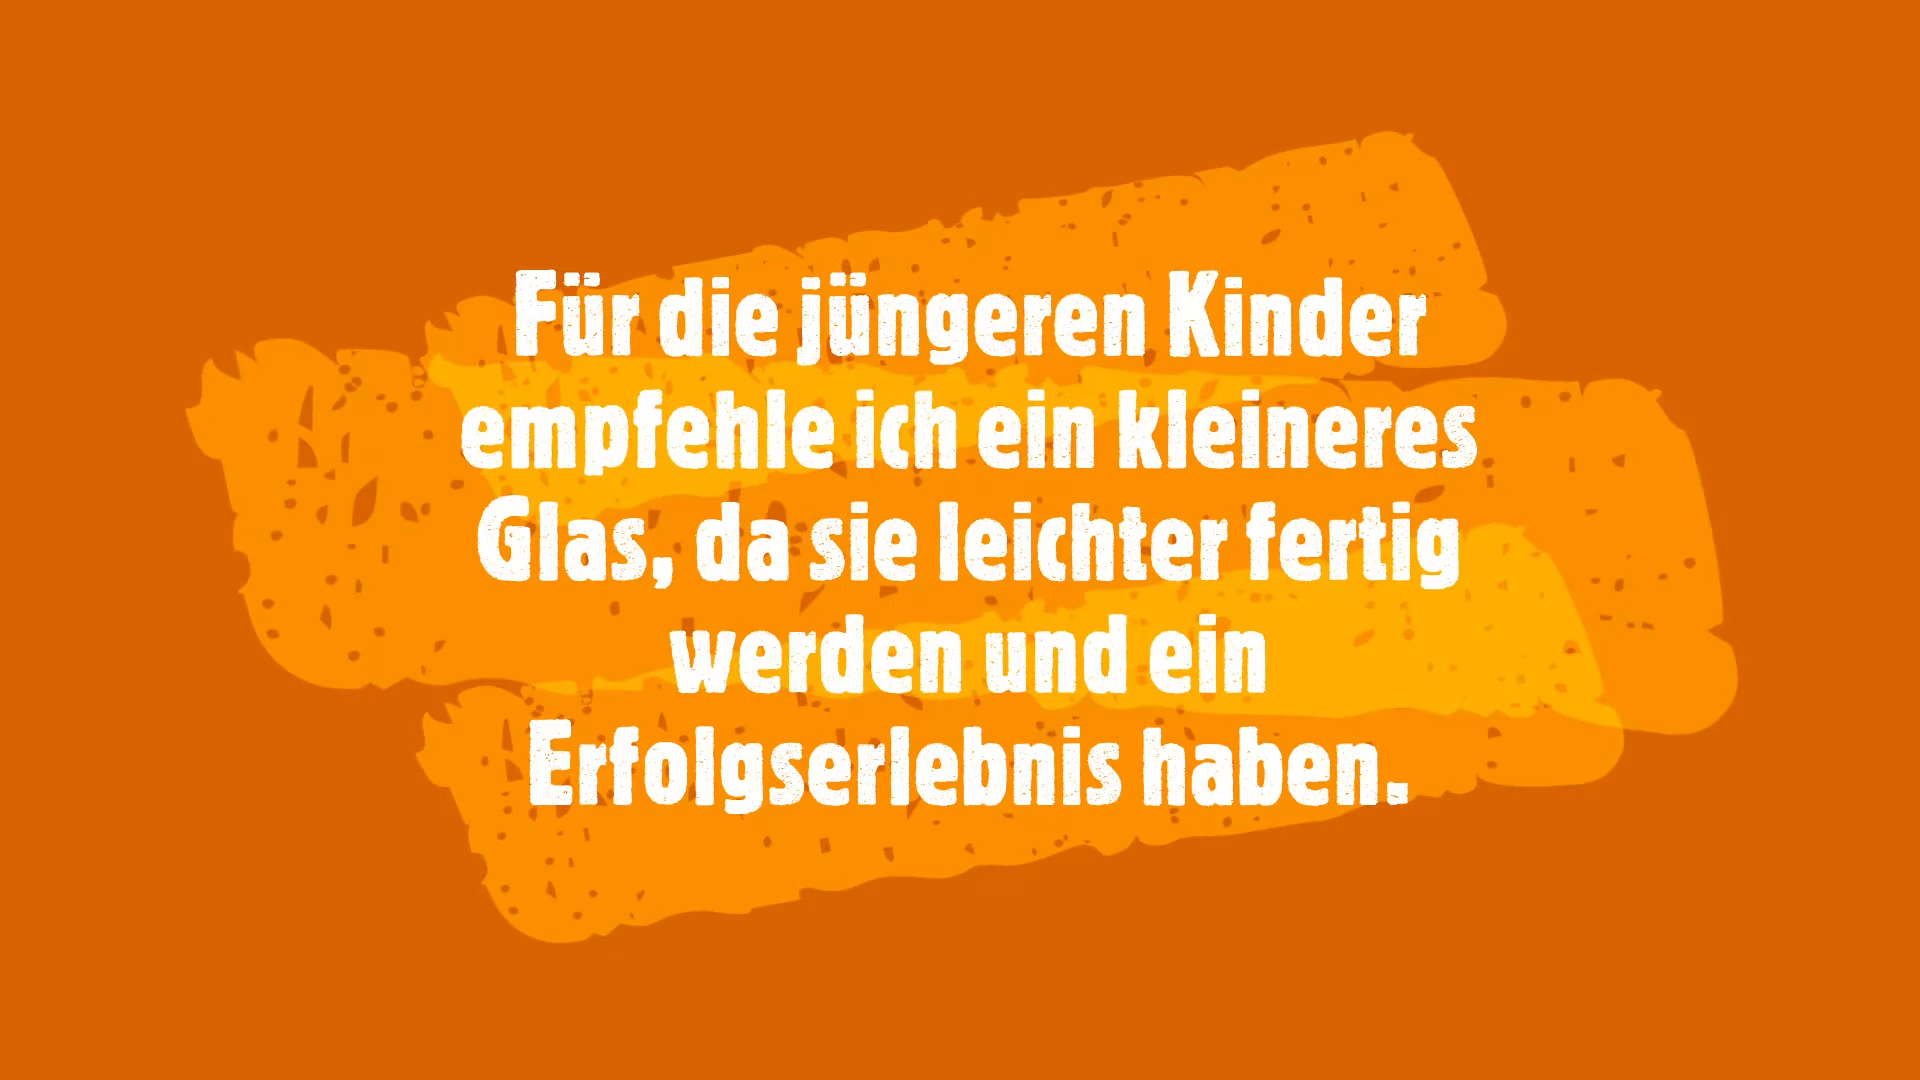 Für die jüngeren Kinder
empfehle ich ein kleineres
Glas, da sie leichter fertig
werden und ein
Erfolgserlebnis haben.